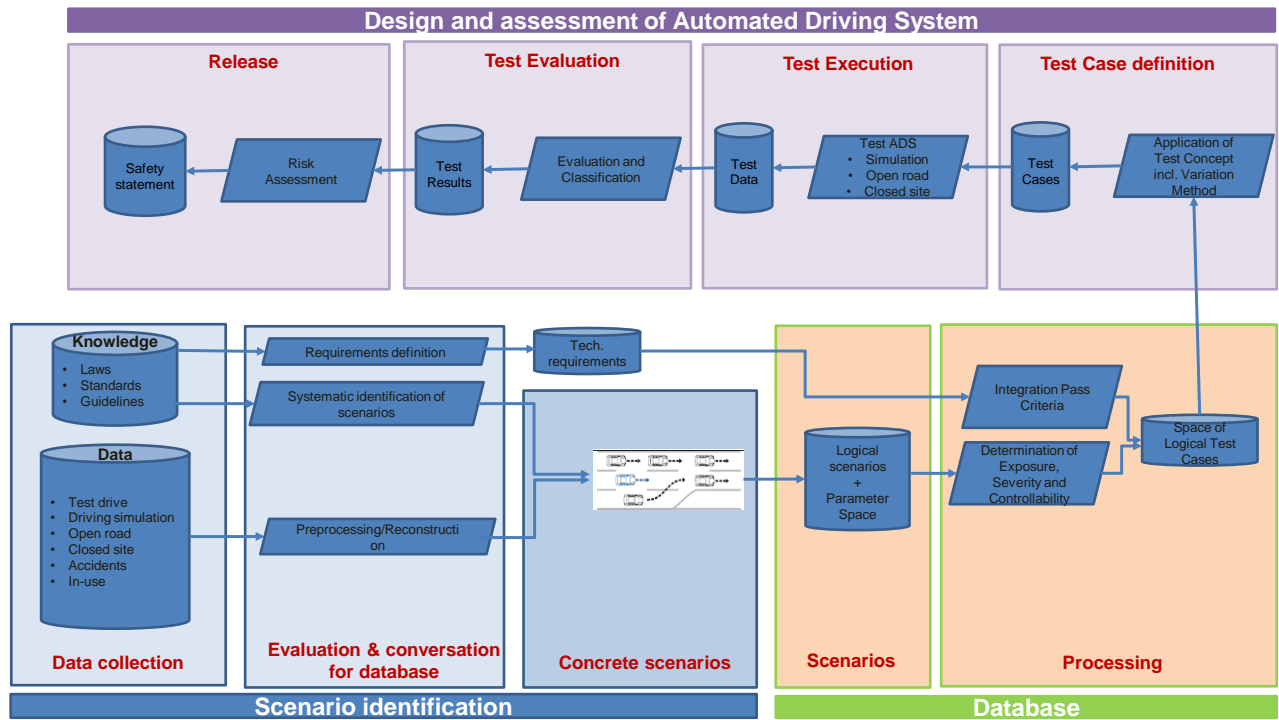 Design and assessment of Automated Driving System
Release
Test Evaluation
Test Execution
Test Case definition
Safety
statement
Risk
Assessment
Test
Results
Evaluation and
Classification
Test
Data
Test ADS
• Simulation
• Open road
• Closed site
Test
Cases
Application of
Test Concept
incl. Variation
Method
Knowledge
• Laws
• Standards
• Guidelines
Requirements definition
Tech.
requirements
Systematic identification of
scenarios
Data
• Test drive
• Driving simulation
• Open road
• Closed site
• Accidents
• In-use
Preprocessing/Reconstructi
on
Logical
scenarios
+
Parameter
Space
Integration Pass
Criteria
Determination of
Exposure,
Severity and
Controllability
Space of
Logical Test
Cases
Data collection
Evaluation & conversation
for database
Concrete scenarios
Scenarios
Processing
Scenario identification
Database